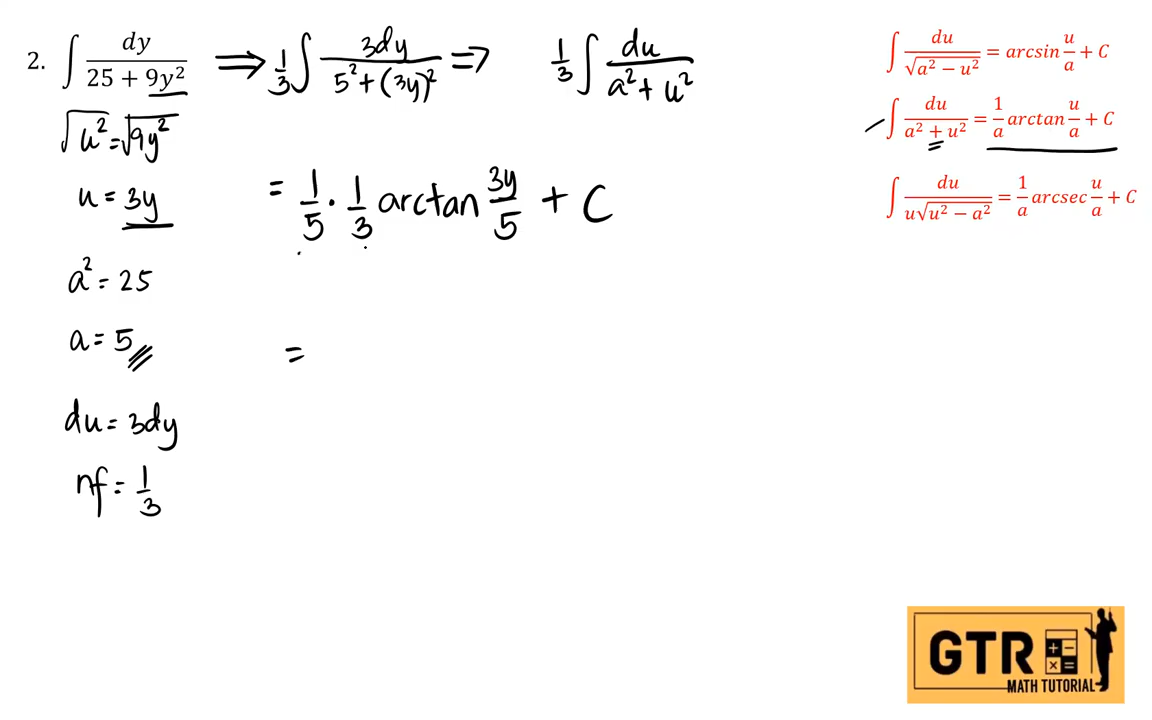 2. ∫ dy / (25 + 9y²) ⟹ 1/3 ∫ 3dy / (5² + (3y)²) ⟹ 1/3 ∫ du / (a² + u²)
√u² = √9y²
u = 3y
a² = 25
a = 5
du = 3dy
nf = 1/3
= 1/5 · 1/3 arctan 3y/5 + C
=
∫ du / √(a² − u²) = arcsin u/a + C
∫ du / (a² + u²) = 1/a arctan u/a + C
∫ du / (u√(u² − a²)) = 1/a arcsec u/a + C
GTR
+ − × =
MATH TUTORIAL